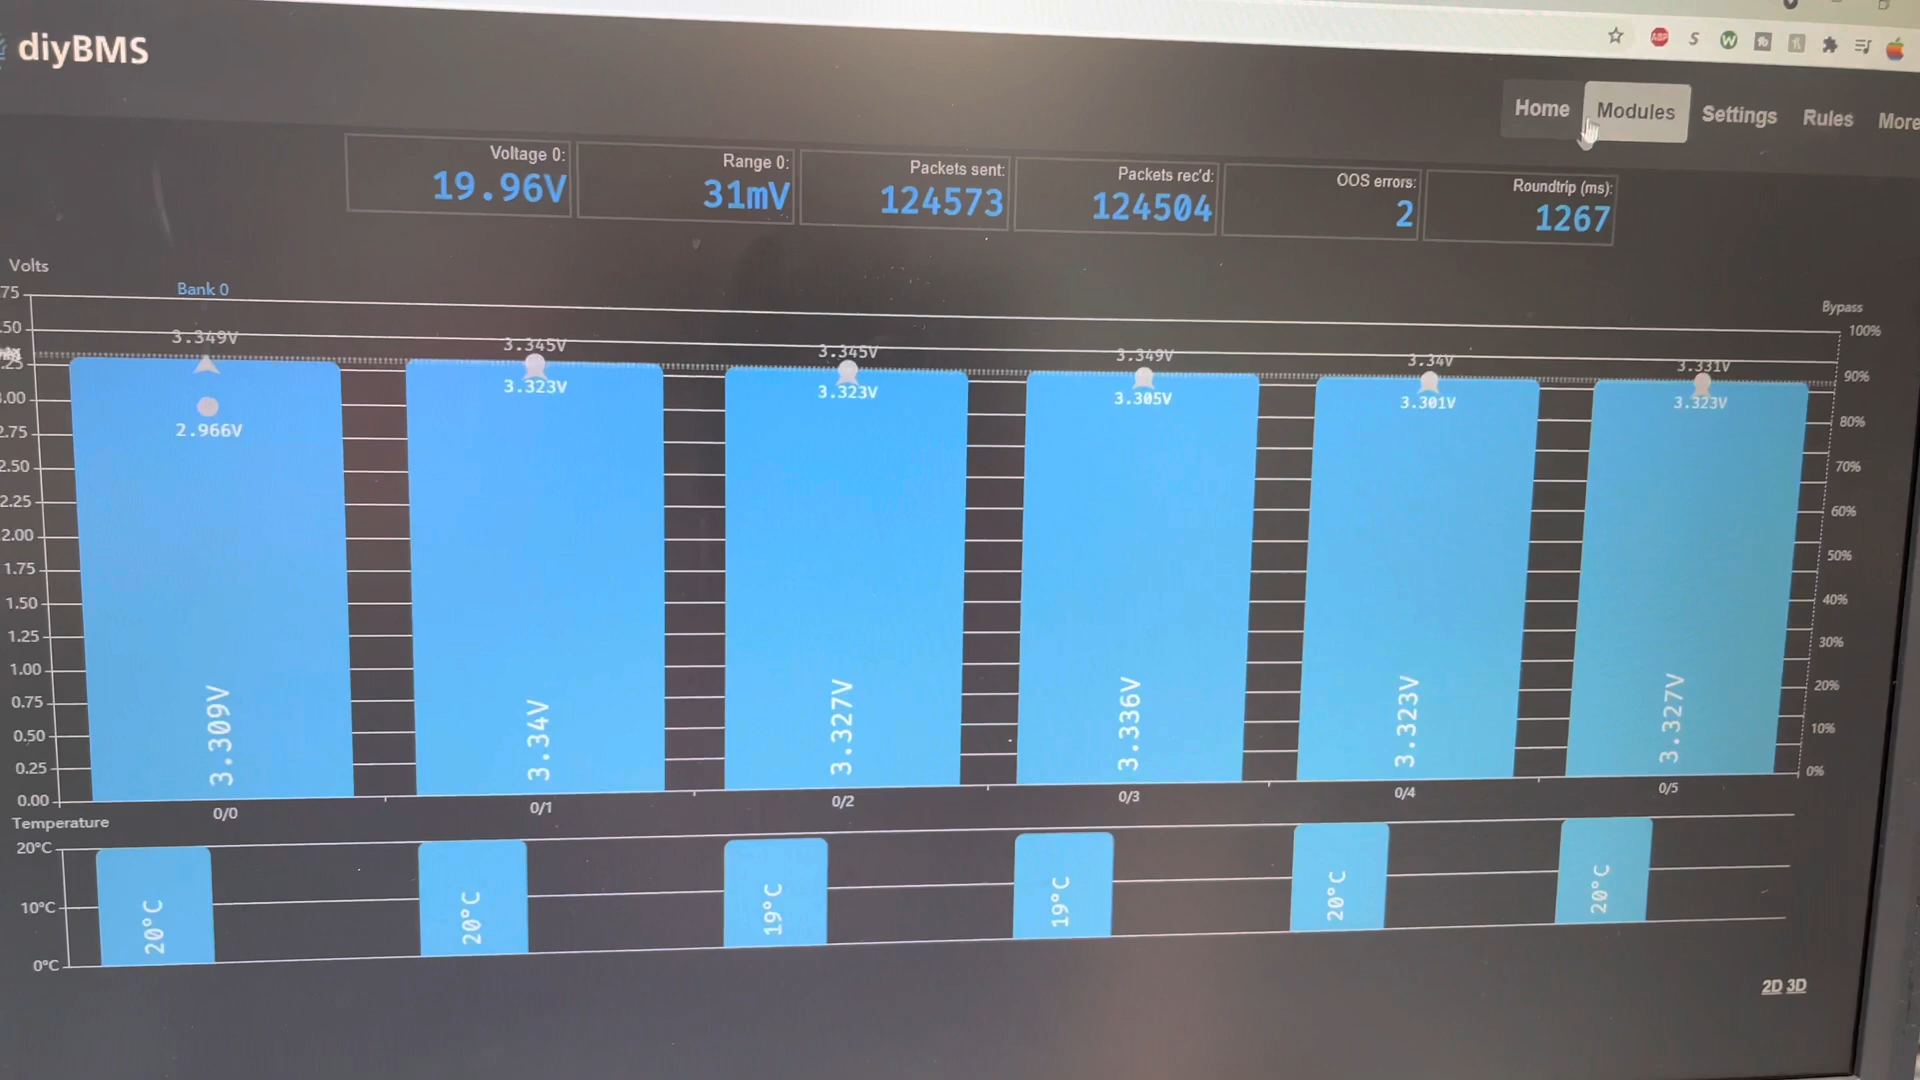 diyBMS
Home Modules Settings Rules More
Voltage 0: Range 0: Packets sent: Packets rec'd: OOS errors: Roundtrip (ms):
19.96V 31mV 124573 124504 2 1267
Volts
Bank 0
Bypass
3.349V 3.345V 3.345V 3.349V 3.34V 3.331V
2.966V 3.323V 3.323V 3.305V 3.301V 3.323V
3.309V 3.34V 3.327V 3.336V 3.323V 3.327V
75
.50
.25
3.00
2.75
2.50
2.25
2.00
1.75
1.50
1.25
1.00
0.75
0.50
0.25
0.00
100%
90%
80%
70%
60%
50%
40%
30%
20%
10%
0%
0/0 0/1 0/2 0/3 0/4 0/5
Temperature
20°C
10°C
0°C
20°C 20°C 19°C 19°C 20°C 20°C
2D 3D